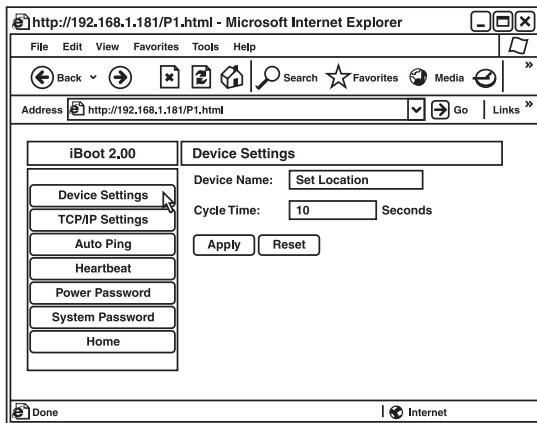 http://192.168.1.181/P1.html - Microsoft Internet Explorer
File Edit View Favorites Tools Help
Back Search Favorites Media »
Address http://192.168.1.181/P1.html Go Links »
iBoot 2.00 Device Settings
Device Settings
TCP/IP Settings
Auto Ping
Heartbeat
Power Password
System Password
Home
Device Name: Set Location
Cycle Time: 10 Seconds
Apply Reset
Done Internet